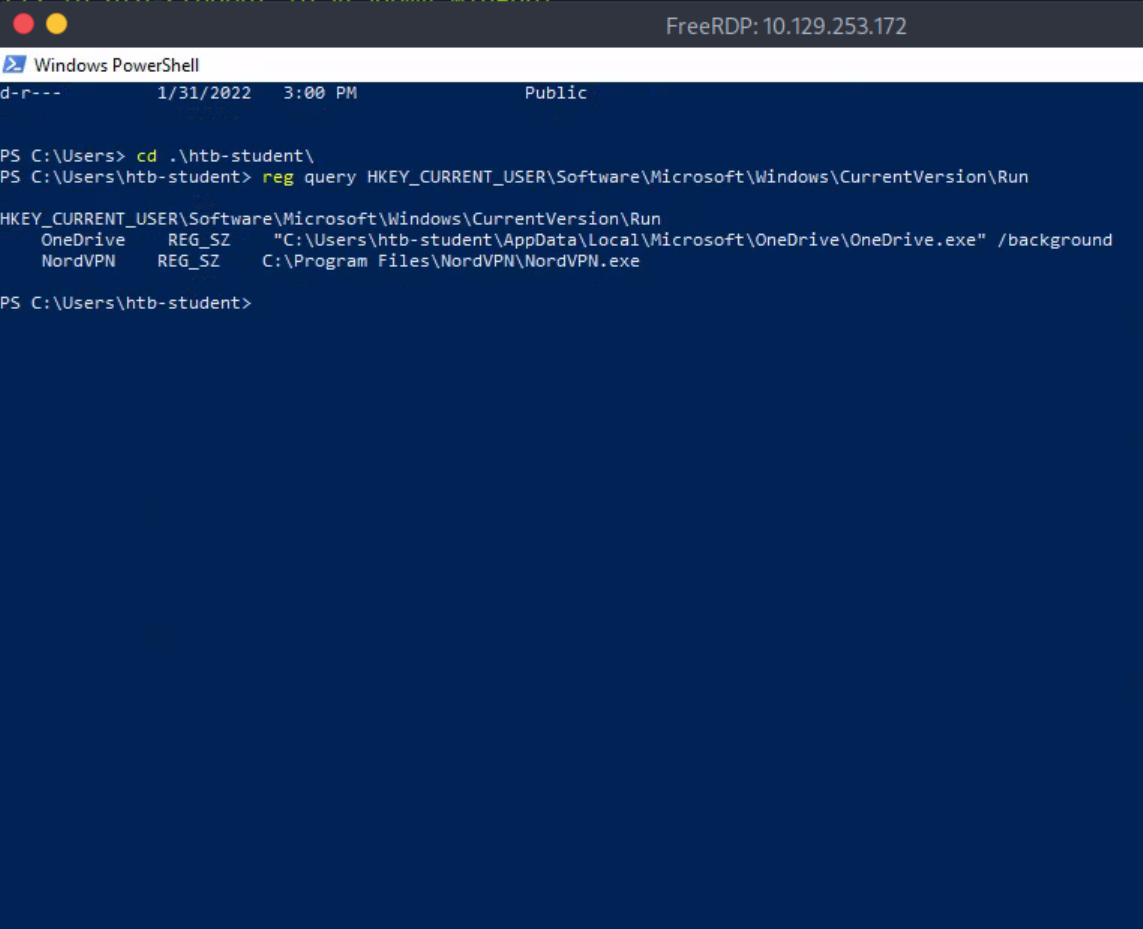 FreeRDP: 10.129.253.172
Windows PowerShell
d-r--- 1/31/2022 3:00 PM Public
PS C:\Users> cd .\htb-student\
PS C:\Users\htb-student> reg query HKEY_CURRENT_USER\Software\Microsoft\Windows\CurrentVersion\Run
HKEY_CURRENT_USER\Software\Microsoft\Windows\CurrentVersion\Run
OneDrive REG_SZ "C:\Users\htb-student\AppData\Local\Microsoft\OneDrive\OneDrive.exe" /background
NordVPN REG_SZ C:\Program Files\NordVPN\NordVPN.exe
PS C:\Users\htb-student>